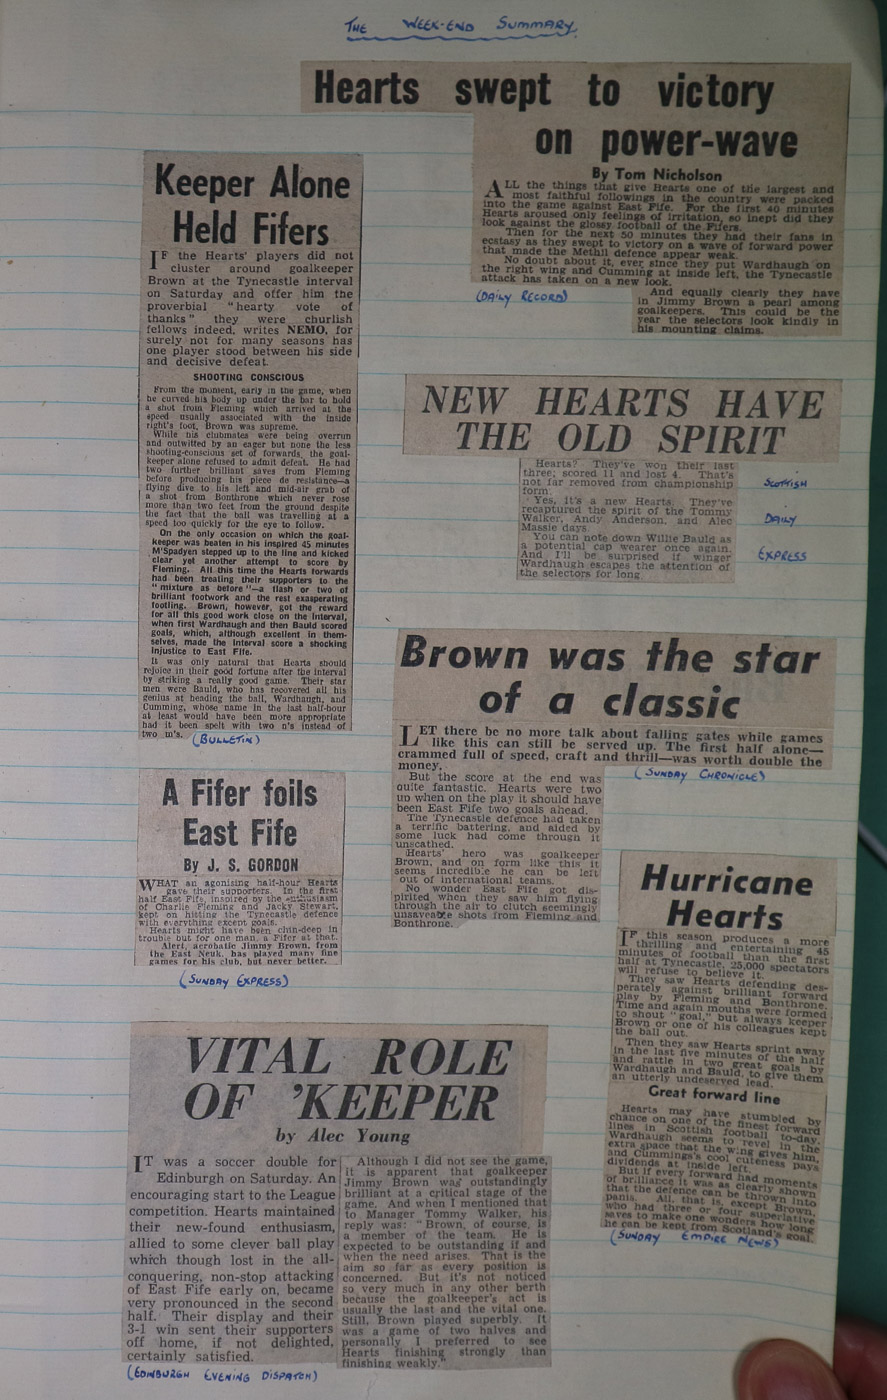 THE WEEK-END SUMMARY.
Hearts swept to victory
on power-wave
By Tom Nicholson
ALL the things that give Hearts one of the largest and
most faithful followings in the country were packed
into the game against East Fife. For the first 40 minutes
Hearts aroused only feelings of irritation, so inept did they
look against the glossy football of the Fifers.
Then for the next 50 minutes they had their fans in
ecstasy as they swept to victory on a wave of forward power
that made the Methil defence appear weak.
No doubt about it, ever since they put Wardhaugh on
the right wing and Cumming at inside left, the Tynecastle
attack has taken on a new look.
And equally clearly they have
in Jimmy Brown a pearl among
goalkeepers. This could be the
year the selectors look kindly in
his mounting claims.
(DAILY RECORD)
Keeper Alone
Held Fifers
IF the Hearts' players did not
cluster around goalkeeper
Brown at the Tynecastle interval
on Saturday and offer him the
proverbial "hearty vote of
thanks" they were churlish
fellows indeed, writes NEMO, for
surely not for many seasons has
one player stood between his side
and decisive defeat.
SHOOTING CONSCIOUS
From the moment, early in the game, when
he curved his body up under the bar to hold
a shot from Fleming which arrived at the
speed usually associated with the inside
right's foot, Brown was supreme.
While his clubmates were being overrun
and outwitted by an eager but none the less
shooting-conscious set of forwards, the goal-
keeper alone refused to admit defeat. He had
two further brilliant saves from Fleming
before producing his piece de resistance—a
flying dive to his left and mid-air grab of
a shot from Bonthrone which never rose
more than two feet from the ground despite
the fact that the ball was travelling at a
speed too quickly for the eye to follow.
On the only occasion on which the goal-
keeper was beaten in his inspired 45 minutes
M'Spadyen stepped up to the line and kicked
clear yet another attempt to score by
Fleming. All this time the Hearts forwards
had been treating their supporters to the
"mixture as before"—a flash or two of
brilliant footwork and the rest exasperating
footling. Brown, however, got the reward
for all this good work close on the interval,
when first Wardhaugh and then Bauld scored
goals, which, although excellent in them-
selves, made the interval score a shocking
injustice to East Fife.
It was only natural that Hearts should
rejoice in their good fortune after the interval
by striking a really good game. Their star
men were Bauld, who has recovered all his
genius at heading the ball, Wardhaugh, and
Cumming, whose name in the last half-hour
at least would have been more appropriate
had it been spelt with two n's instead of
two m's.
(BULLETIN)
NEW HEARTS HAVE
THE OLD SPIRIT
Hearts? They've won their last
three; scored 11 and lost 4. That's
not far removed from championship
form.
Yes, it's a new Hearts. They've
recaptured the spirit of the Tommy
Walker, Andy Anderson, and Alec
Massie days.
You can note down Willie Bauld as
a potential cap wearer once again.
And I'll be surprised if winger
Wardhaugh escapes the attention of
the selectors for long.
SCOTTISH
DAILY
EXPRESS
Brown was the star
of a classic
LET there be no more talk about falling gates while games
like this can still be served up. The first half alone—
crammed full of speed, craft and thrill—was worth double the
money.
But the score at the end was
quite fantastic. Hearts were two
up when on the play it should have
been East Fife two goals ahead.
The Tynecastle defence had taken
a terrific battering, and aided by
some luck had come through it
unscathed.
Hearts' hero was goalkeeper
Brown, and on form like this it
seems incredible he can be left
out of international teams.
No wonder East Fife got dis-
pirited when they saw him flying
through the air to clutch seemingly
unsaveable shots from Fleming and
Bonthrone.
(SUNDAY CHRONICLE)
A Fifer foils
East Fife
By J. S. GORDON
WHAT an agonising half-hour Hearts
gave their supporters. In the first
half East Fife, inspired by the enthusiasm
of Charlie Fleming and Jacky Stewart,
kept on hitting the Tynecastle defence
with everything except goals.
Hearts might have been chin-deep in
trouble but for one man, a Fifer at that.
Alert, acrobatic Jimmy Brown, from
the East Neuk, has played many fine
games for his club, but never better.
(SUNDAY EXPRESS)
Hurricane
Hearts
IF this season produces a more
thrilling and entertaining 45
minutes of football than the first
half at Tynecastle, 25,000 spectators
will refuse to believe it.
They saw Hearts defending des-
perately against brilliant forward
play by Fleming and Bonthrone.
Time and again mouths were formed
to shout "goal," but always keeper
Brown or one of his colleagues kept
the ball out.
Then they saw Hearts sprint away
in the last five minutes of the half
and rattle in two great goals by
Wardhaugh and Bauld, to give them
an utterly undeserved lead.
Great forward line
Hearts may have stumbled by
chance on one of the finest forward
lines in Scottish football to-day.
Wardhaugh seems to revel in the
extra space that the wing gives him,
and Cumming's cool cuteness pays
dividends at inside left.
But if every forward had moments
of brilliance it was as clearly shown
that the defence can be thrown into
panic. All, that is, except Brown,
who had three or four superlative
saves to make one wonders how long
he can be kept from Scotland's goal.
(SUNDAY EMPIRE NEWS)
VITAL ROLE
OF 'KEEPER
by Alec Young
IT was a soccer double for
Edinburgh on Saturday. An
encouraging start to the League
competition. Hearts maintained
their new-found enthusiasm,
allied to some clever ball play
which though lost in the all-
conquering, non-stop attacking
of East Fife early on, became
very pronounced in the second
half. Their display and their
3-1 win sent their supporters
off home, if not delighted,
certainly satisfied.
Although I did not see the game,
it is apparent that goalkeeper
Jimmy Brown was outstandingly
brilliant at a critical stage of the
game. And when I mentioned that
to Manager Tommy Walker, his
reply was: "Brown, of course, is
a member of the team. He is
expected to be outstanding if and
when the need arises. That is the
aim so far as every position is
concerned. But it's not noticed
so very much in any other berth
because the goalkeeper's act is
usually the last and the vital one.
Still, Brown played superbly. It
was a game of two halves and
personally I preferred to see
Hearts finishing strongly than
finishing weakly."
(EDINBURGH EVENING DISPATCH)